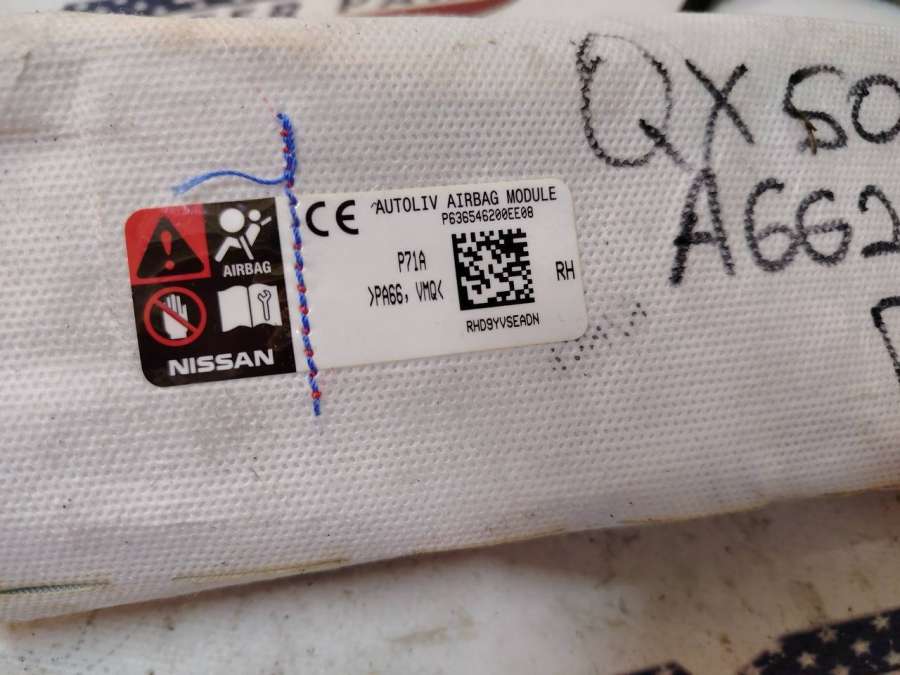 QX50
A662
AUTOLIV AIRBAG MODULE
P636546200EE08
P71A
>PA66, VMQ<
RH
RHD9YVSEADN
AIRBAG
NISSAN
CE